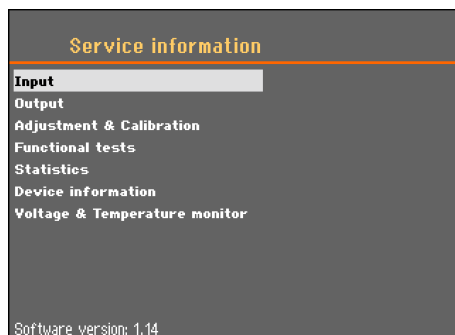 Service information
Input
Output
Adjustment & Calibration
Functional tests
Statistics
Device information
Voltage & Temperature monitor
Software version: 1.14